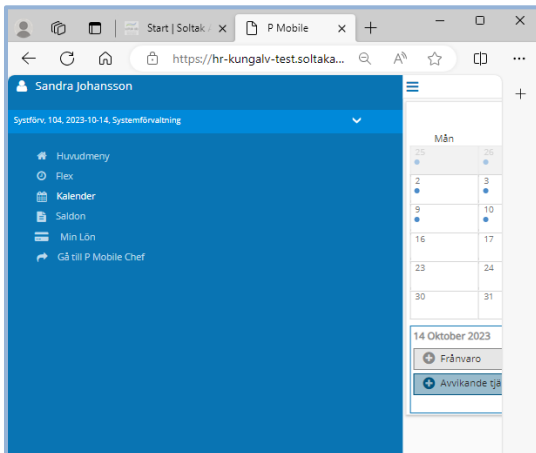 Start | Soltak
P Mobile
https://hr-kungalv-test.soltaka...
Sandra Johansson
Systförv, 104, 2023-10-14, Systemförvaltning
Huvudmeny
Flex
Kalender
Saldon
Min Lön
Gå till P Mobile Chef
Mån
25 26
2 3
9 10
16 17
23 24
30 31
14 Oktober 2023
Frånvaro
Avvikande tjä